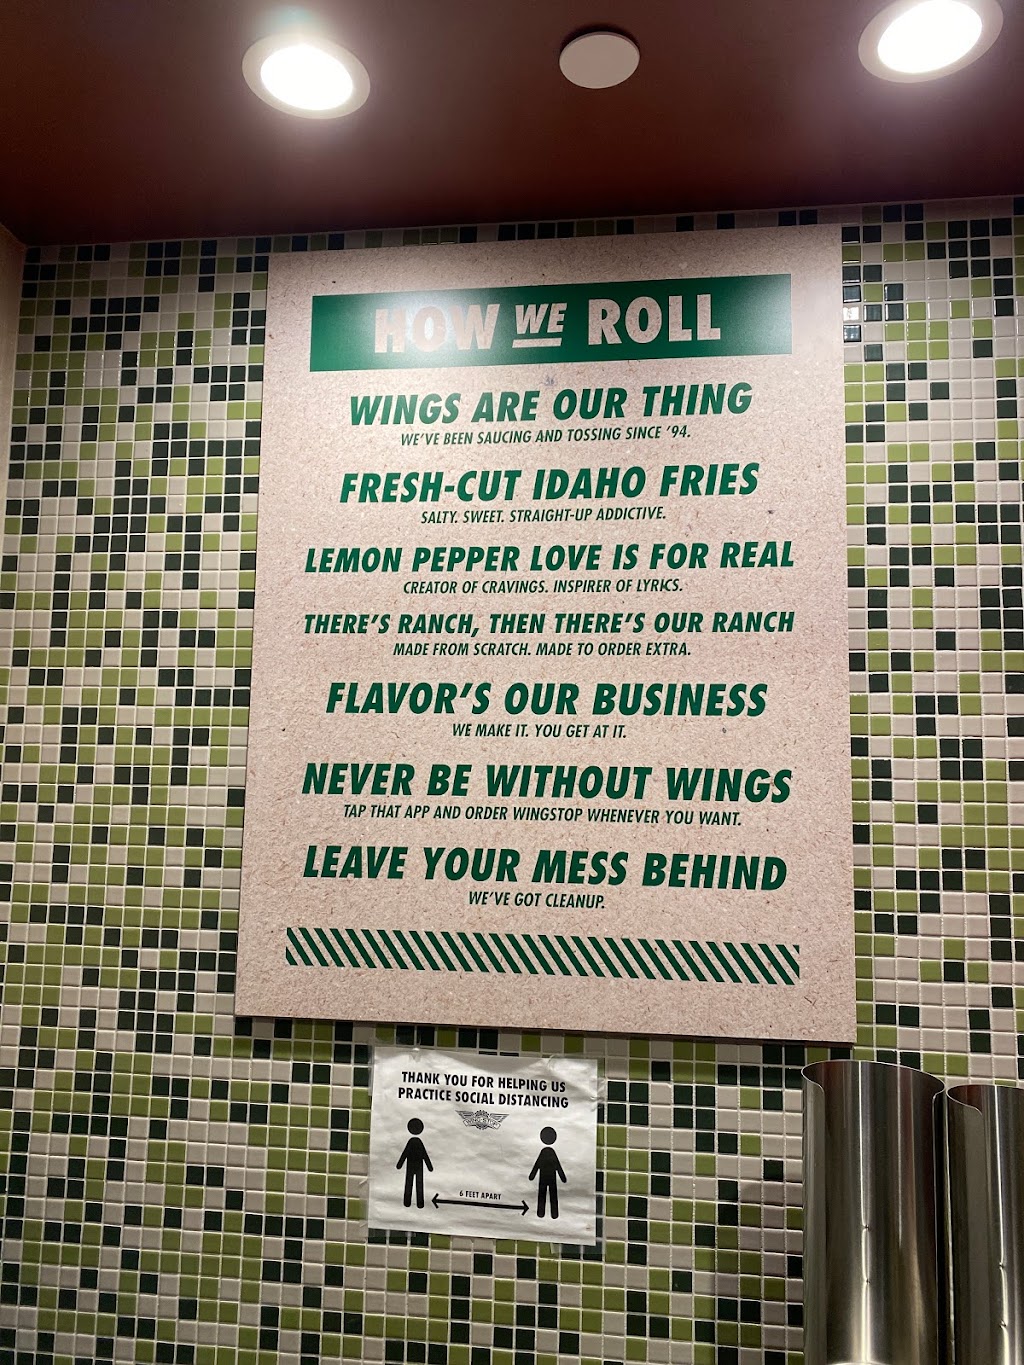 HOW WE ROLL
WINGS ARE OUR THING
WE'VE BEEN SAUCING AND TOSSING SINCE '94.
FRESH-CUT IDAHO FRIES
SALTY. SWEET. STRAIGHT-UP ADDICTIVE.
LEMON PEPPER LOVE IS FOR REAL
CREATOR OF CRAVINGS. INSPIRER OF LYRICS.
THERE'S RANCH, THEN THERE'S OUR RANCH
MADE FROM SCRATCH. MADE TO ORDER EXTRA.
FLAVOR'S OUR BUSINESS
WE MAKE IT. YOU GET AT IT.
NEVER BE WITHOUT WINGS
TAP THAT APP AND ORDER WINGSTOP WHENEVER YOU WANT.
LEAVE YOUR MESS BEHIND
WE'VE GOT CLEANUP.
THANK YOU FOR HELPING US
PRACTICE SOCIAL DISTANCING
WING STOP
6 FEET APART